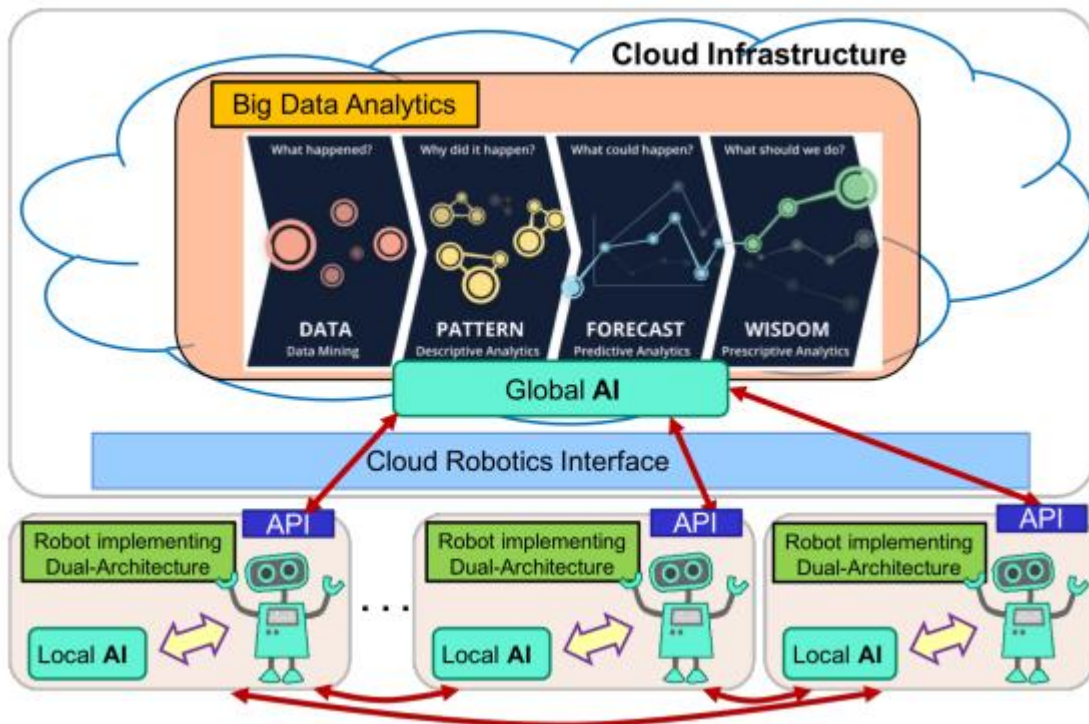 Cloud Infrastructure
Big Data Analytics
What happened?
Why did it happen?
What could happen?
What should we do?
DATA
PATTERN
FORECAST
WISDOM
Data Mining
Descriptive Analytics
Predictive Analytics
Prescriptive Analytics
Global AI
Cloud Robotics Interface
API
API
API
Robot implementing
Dual-Architecture
Robot implementing
Dual-Architecture
Robot implementing
Dual-Architecture
. . .
Local AI
Local AI
Local AI